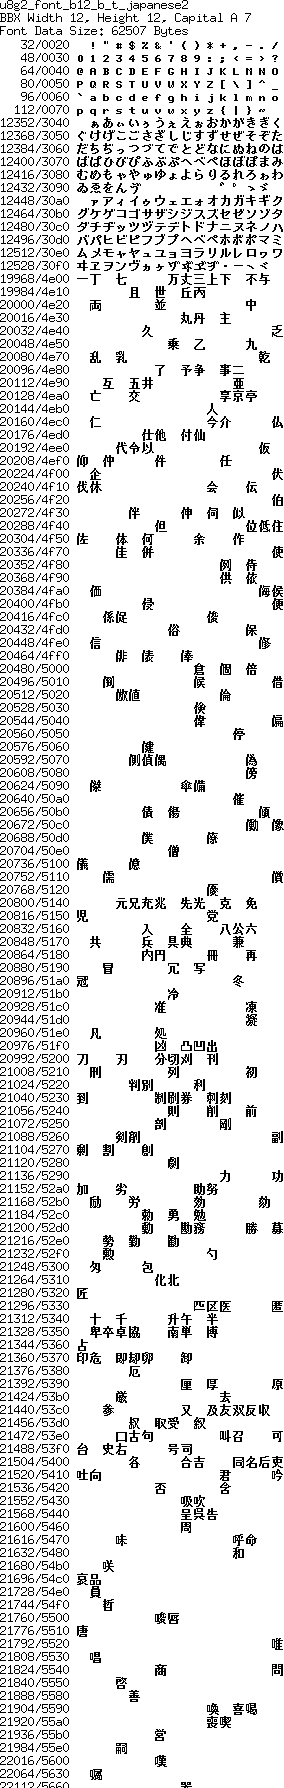 u8g2_font_b12_b_t_japanese2
BBX Width 12, Height 12, Capital A 7
Font Data Size: 62507 Bytes
32/0020 ! " # $ % & ' ( ) * + , - . /
48/0030 0 1 2 3 4 5 6 7 8 9 : ; < = > ?
64/0040 @ A B C D E F G H I J K L M N O
80/0050 P Q R S T U V W X Y Z [ \ ] ^ _
96/0060 ` a b c d e f g h i j k l m n o
112/0070 p q r s t u v w x y z { | } ~
12352/3040 ぁあぃいぅうぇえぉおかがきぎく
12368/3050 ぐけげこごさざしじすずせぜそぞた
12384/3060 だちぢっつづてでとどなにぬねのは
12400/3070 ばぱひびぴふぶぷへべぺほぼぽまみ
12416/3080 むめもゃやゅゆょよらりるれろゎわ
12432/3090 ゐゑをんゔ ゛゜ゝゞ
12448/30a0 ァアィイゥウェエォオカガキギク
12464/30b0 グケゲコゴサザシジスズセゼソゾタ
12480/30c0 ダチヂッツヅテデトドナニヌネノハ
12496/30d0 バパヒビピフブプヘベペホボポマミ
12512/30e0 ムメモャヤュユョヨラリルレロヮワ
12528/30f0 ヰヱヲンヴヵヶヷヸヹヺ・ーヽヾ
19968/4e00 一丁 七 万丈三上下 不与
19984/4e10 且 世 丘丙
20000/4e20 両 並 中
20016/4e30 丸丹 主
20032/4e40 久 乏
20048/4e50 乗 乙 九
20080/4e70 乱 乳 乾
20096/4e80 了 予争 事二
20112/4e90 互 五井 亜
20128/4ea0 亡 交 享京亭
20144/4eb0 人
20160/4ec0 仁 今介 仏
20176/4ed0 仕他 付仙
20192/4ee0 代令以 仮
20208/4ef0 仰 仲 件 任
20224/4f00 企 伏
20240/4f10 伐休 会 伝
20256/4f20 伯
20272/4f30 伴 伸 伺 似
20288/4f40 但 位低住
20304/4f50 佐 体 何 余 作
20336/4f70 佳 併 使
20352/4f80 例 侍
20368/4f90 供 依
20384/4fa0 価 侮侯
20400/4fb0 侵 便
20416/4fc0 係促 俊
20432/4fd0 俗 保
20448/4fe0 信 修
20464/4ff0 俳 俵 俸
20480/5000 倉 個 倍
20496/5010 倒 候 借
20512/5020 倣値 倫
20528/5030 倹
20544/5040 偉 偏
20560/5050 停
20576/5060 健
20592/5070 側偵偶 偽
20608/5080 傍
20624/5090 傑 傘備
20640/50a0 催
20656/50b0 債 傷 傾
20672/50c0 働 像
20688/50d0 僕 僚
20704/50e0 僧
20736/5100 儀 億
20752/5110 儒 償
20768/5120 優
20800/5140 元兄充兆 先光 克 免
20816/5150 児 党
20832/5160 入 全 八公六
20848/5170 共 兵 具典 兼
20864/5180 内円 冊 再
20880/5190 冒 冗 写
20896/51a0 冠 冬
20912/51b0 冷
20928/51c0 准 凍
20944/51d0 凝
20960/51e0 凡 処
20976/51f0 凶 凸凹出
20992/5200 刀 刃 分切刈 刊
21008/5210 刑 列 初
21024/5220 判別 利
21040/5230 到 制刷券 刺刻
21056/5240 則 削 前
21072/5250 剖 剛
21088/5260 剣剤 副
21104/5270 剰 割 創
21120/5280 劇
21136/5290 力 功
21152/52a0 加 劣 助努
21168/52b0 励 労 効 劾
21184/52c0 勅 勇 勉
21200/52d0 動 勘務 勝 募
21216/52e0 勢 勤 勧
21232/52f0 勲 勺
21248/5300 匁 包
21264/5310 化北
21280/5320 匠
21296/5330 匹区医 匿
21312/5340 十 千 升午 半
21328/5350 卑卒卓協 南単 博
21344/5360 占
21360/5370 印危 即却卵 卸
21376/5380 厄
21392/5390 厘 厚 原
21424/53b0 厳 去
21440/53c0 参 又 及友双反収
21456/53d0 叔 取受 叙
21472/53e0 口古句 叫召 可
21488/53f0 台 史右 号司
21504/5400 各 合吉 同名后吏
21520/5410 吐向 君 吟
21536/5420 否 含
21552/5430 吸吹
21568/5440 呈呉告
21600/5460 周
21616/5470 味 呼命
21632/5480 和
21680/54b0 咲
21696/54c0 哀品
21728/54e0 員
21744/54f0 哲
21760/5500 唆唇
21776/5510 唐
21792/5520 唯
21808/5530 唱
21824/5540 商 問
21840/5550 啓
21888/5580 善
21904/5590 喚 喜喝
21920/55a0 喪喫
21936/55b0 営
21984/55e0 嗣
22016/5600 嘆
22064/5630 嘱
22112/5660 器